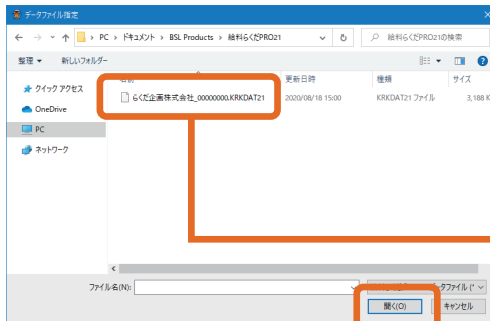 データファイル指定
PC › ドキュメント › BSL Products › 給料らくだPRO21
給料らくだPRO21の検索
整理 新しいフォルダー
更新日時 種類 サイズ
クイック アクセス
らくだ企画株式会社_00000000.KRKDAT21 2020/08/18 15:00 KRKDAT21 ファイル 3,188 K
OneDrive
PC
ネットワーク
ファイル名(N):
タファイル (*
開く(O) キャンセル